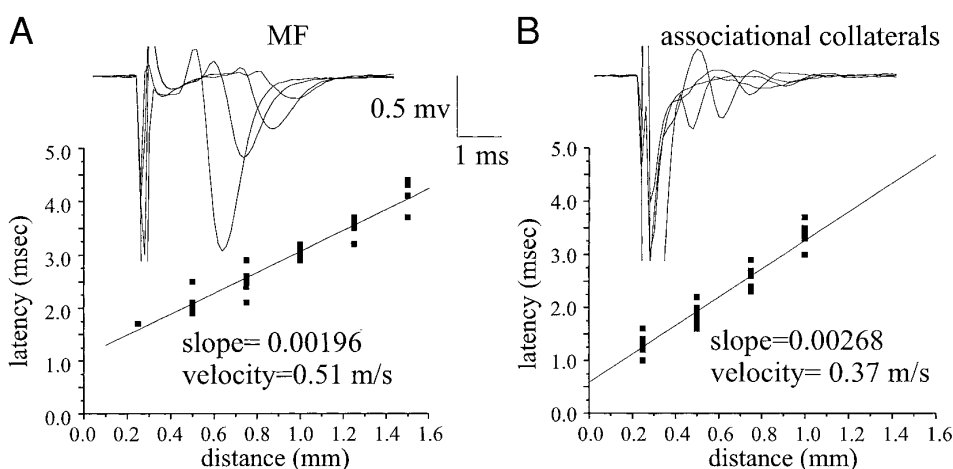 A
MF
B
associational collaterals
0.5 mv
1 ms
latency (msec)
5.0
4.0
3.0
2.0
1.0
0.0
slope= 0.00196
velocity=0.51 m/s
0.0 0.2 0.4 0.6 0.8 1.0 1.2 1.4 1.6
distance (mm)
latency (msec)
5.0
4.0
3.0
2.0
1.0
0.0
slope=0.00268
velocity= 0.37 m/s
0.0 0.2 0.4 0.6 0.8 1.0 1.2 1.4 1.6
distance (mm)